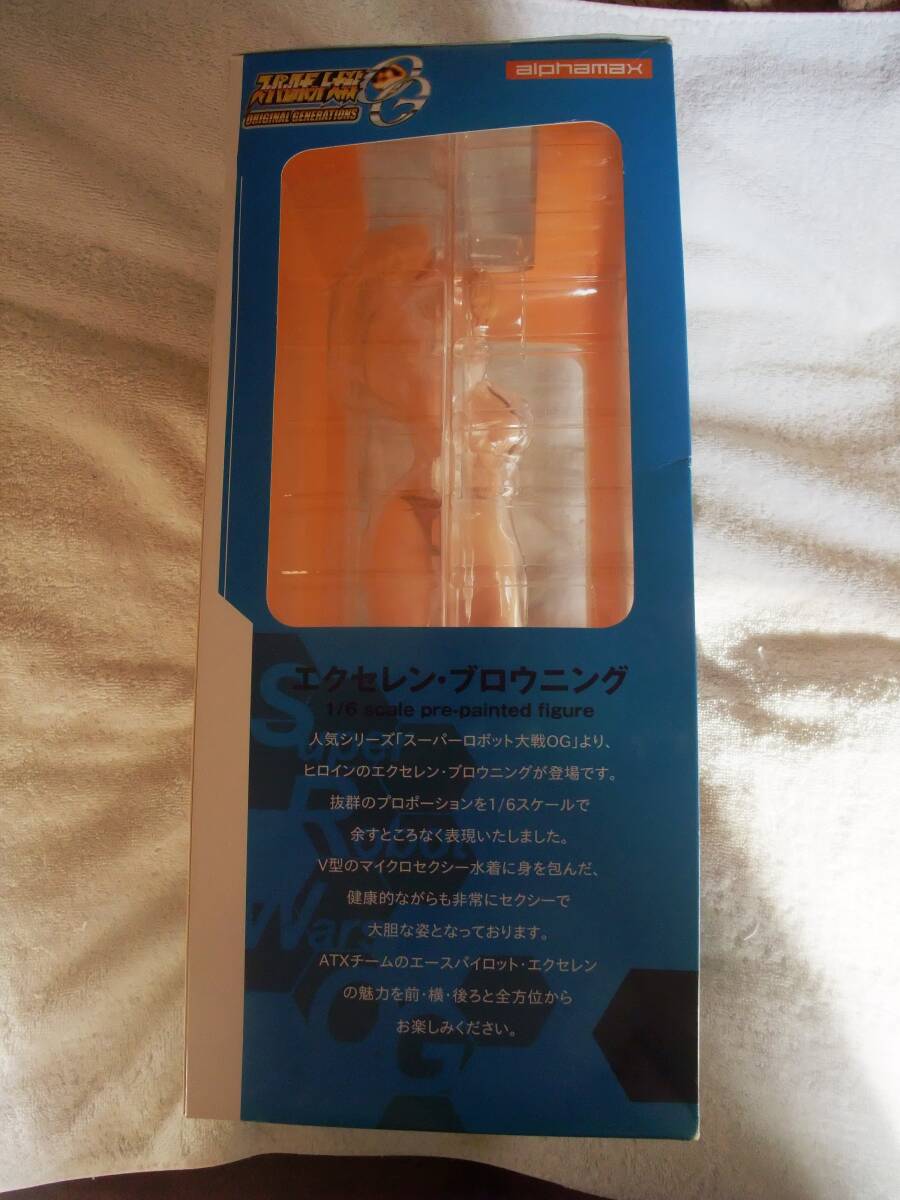 スーパーロボット大戦
OG
ORIGINAL GENERATIONS
alphamax
エクセレン・ブロウニング
1/6 scale pre-painted figure
人気シリーズ「スーパーロボット大戦OG」より、
ヒロインのエクセレン・ブロウニングが登場です。
抜群のプロポーションを1/6スケールで
余すところなく表現いたしました。
V型のマイクロセクシー水着に身を包んだ、
健康的ながらも非常にセクシーで
大胆な姿となっております。
ATXチームのエースパイロット・エクセレン
の魅力を前・横・後ろと全方位から
お楽しみください。
Super
Robot
Wars
OG